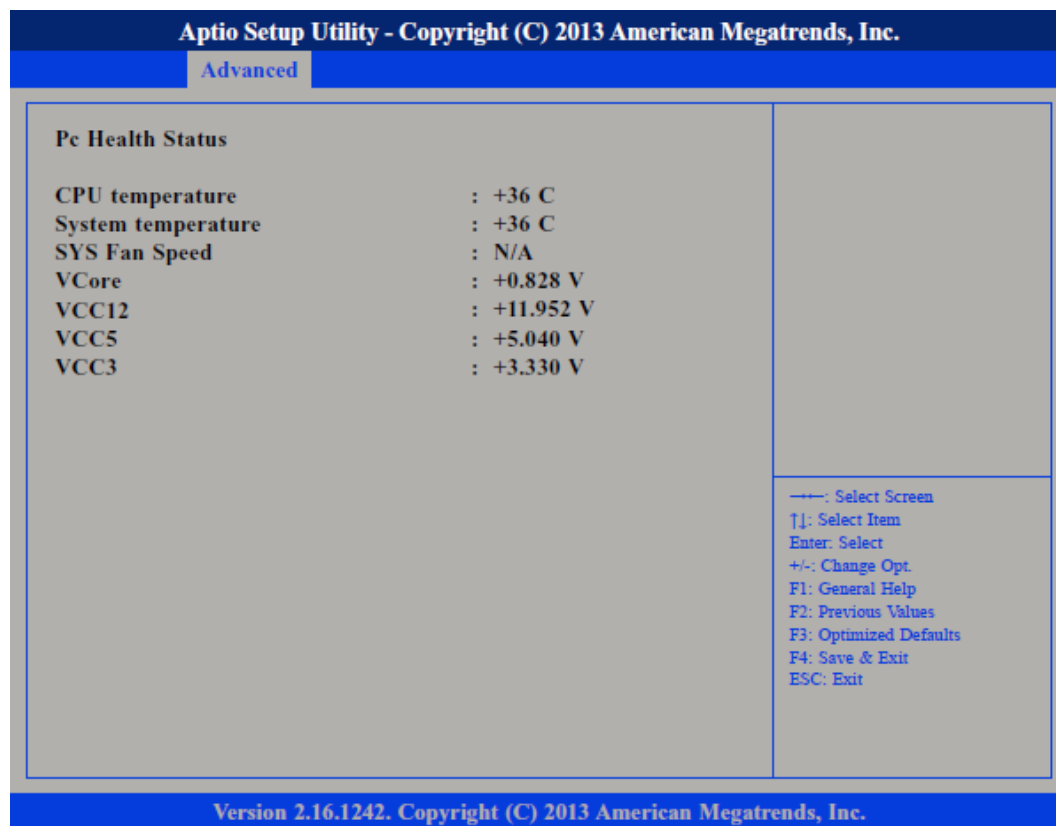 Aptio Setup Utility - Copyright (C) 2013 American Megatrends, Inc.
Advanced
Pc Health Status
CPU temperature : +36 C
System temperature : +36 C
SYS Fan Speed : N/A
VCore : +0.828 V
VCC12 : +11.952 V
VCC5 : +5.040 V
VCC3 : +3.330 V
→←: Select Screen
↑↓: Select Item
Enter: Select
+/-: Change Opt.
F1: General Help
F2: Previous Values
F3: Optimized Defaults
F4: Save & Exit
ESC: Exit
Version 2.16.1242. Copyright (C) 2013 American Megatrends, Inc.